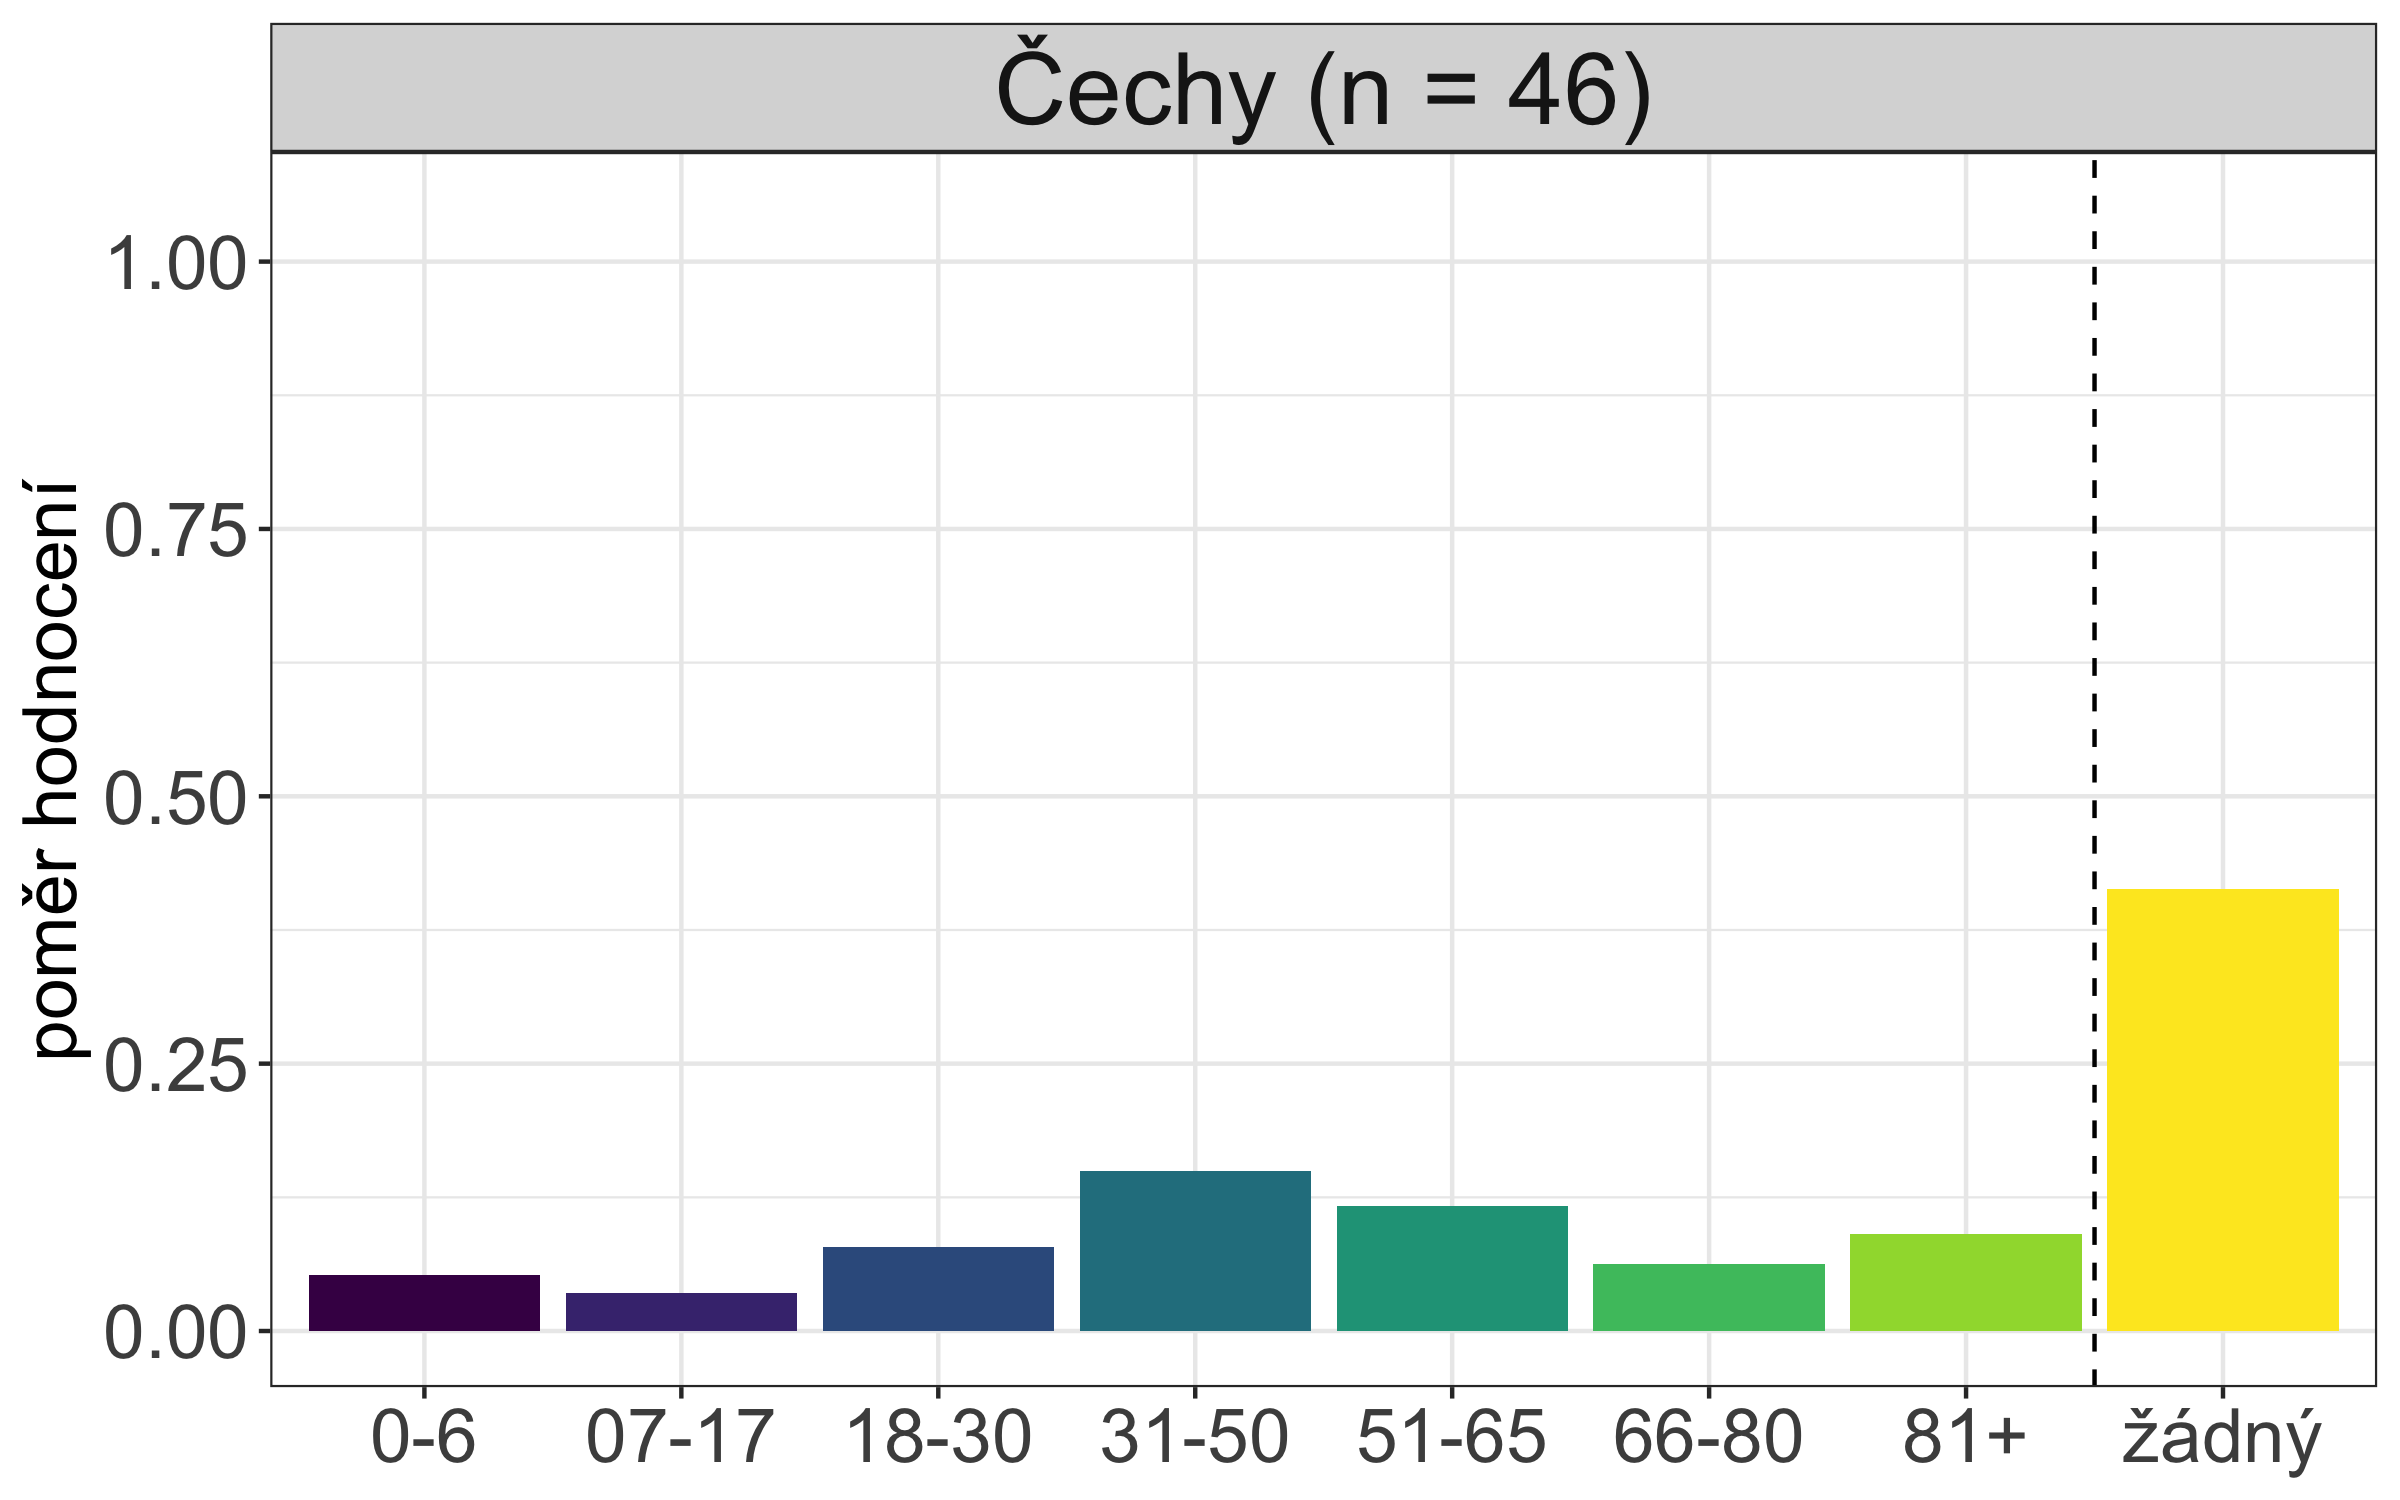 Čechy (n = 46)
poměr hodnocení
1.00
0.75
0.50
0.25
0.00
0-6 07-17 18-30 31-50 51-65 66-80 81+ žádný